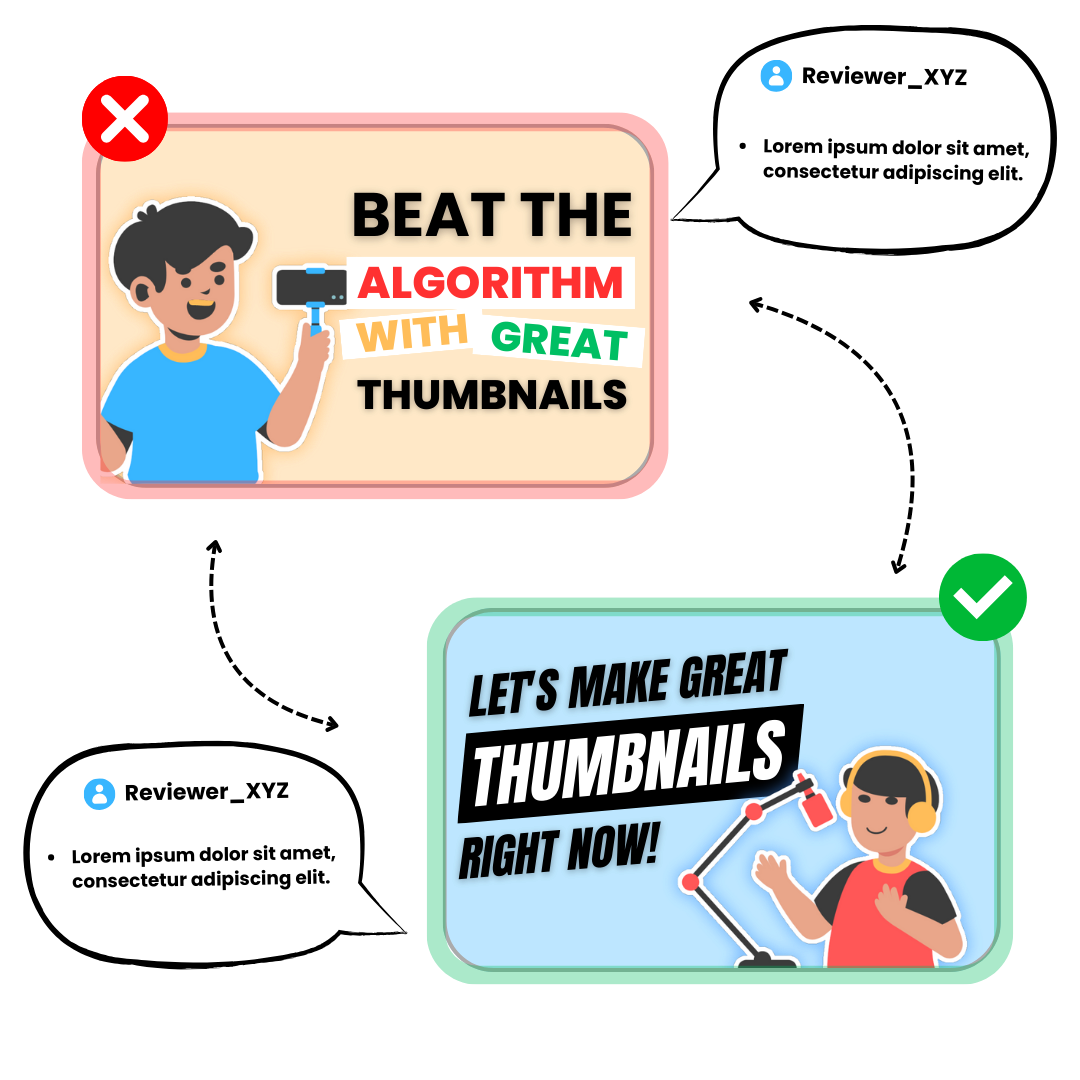 Reviewer_XYZ
• Lorem ipsum dolor sit amet,
consectetur adipiscing elit.
BEAT THE
ALGORITHM
WITH GREAT
THUMBNAILS
LET'S MAKE GREAT
THUMBNAILS
RIGHT NOW!
Reviewer_XYZ
• Lorem ipsum dolor sit amet,
consectetur adipiscing elit.